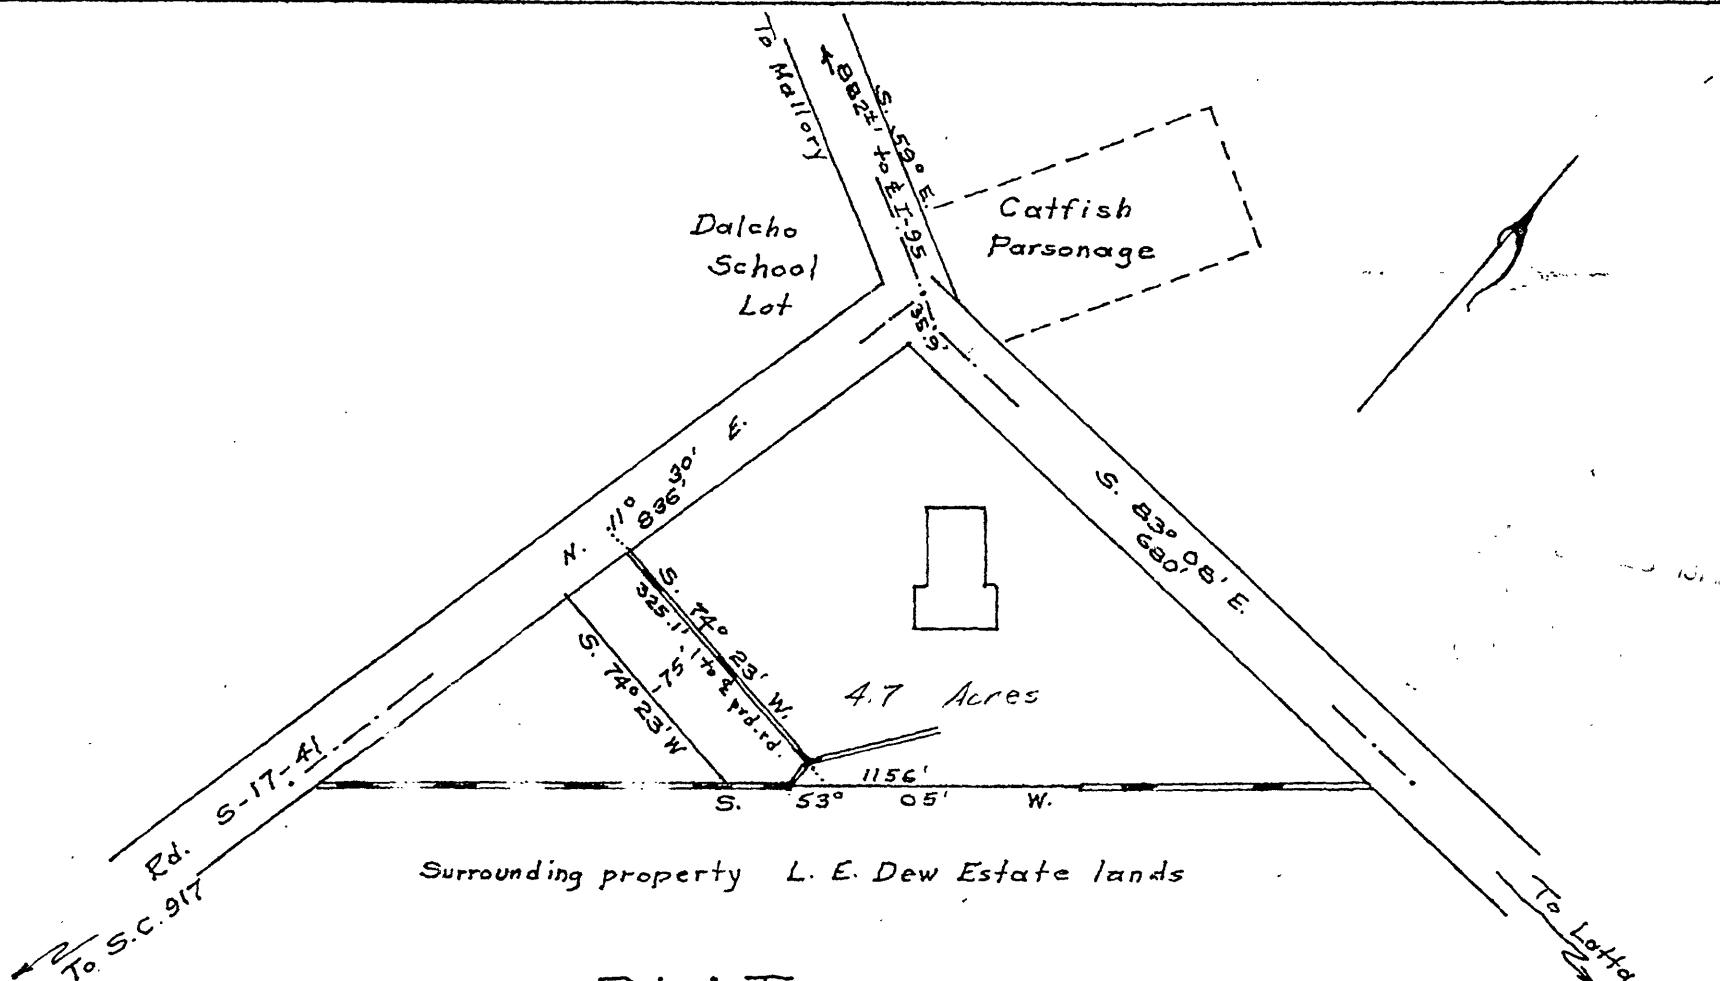 To Mallory
882±' to ℄ I-95
S. 59° E.
Dalcho
School
Lot
Catfish
Parsonage
35.9'
N. 11° 30' E.
836'
S. 83° 08' E.
680'
S. 74° 23' W.
325.1' to ℄ prd. rd.
75'
S. 74° 23' W
4.7 Acres
1156'
S. 53° 05' W.
Rd. S-17-41
To S.C. 917
Surrounding property L. E. Dew Estate lands
To Latta